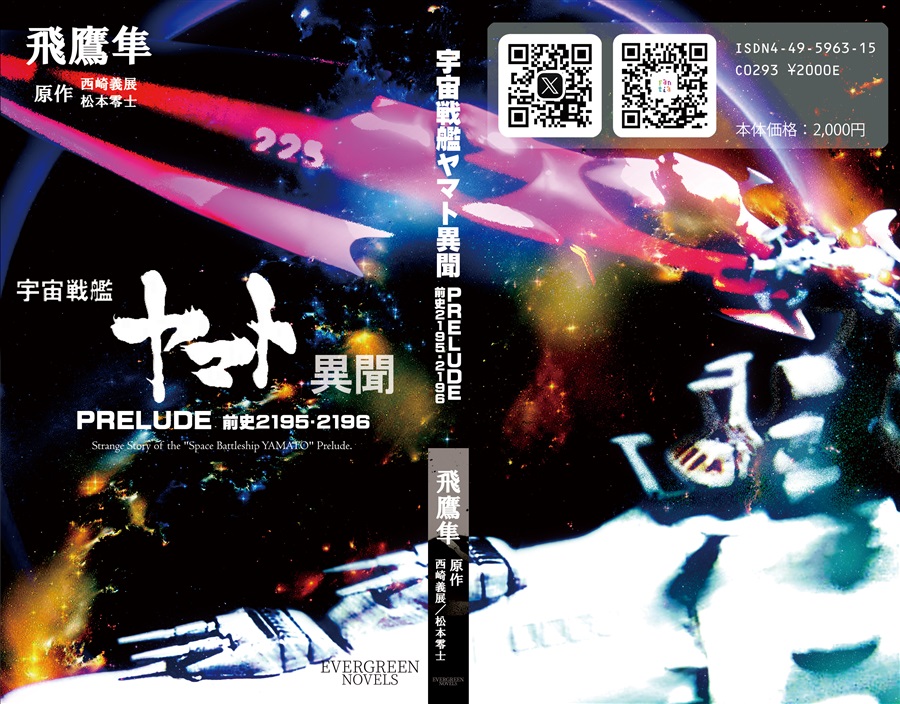 飛鷹隼
原作 西崎義展
松本零士
225
宇宙戦艦
ヤマト
異聞
PRELUDE 前史2195・2196
Strange Story of the "Space Battleship YAMATO" Prelude.
EVERGREEN
NOVELS
宇宙戦艦ヤマト異聞
PRELUDE
前史2195・2196
飛鷹隼
原作
西崎義展／松本零士
EVERGREEN
NOVELS
X
ran
tia
ISDN4-49-5963-15
C0293 ¥2000E
本体価格：2,000円